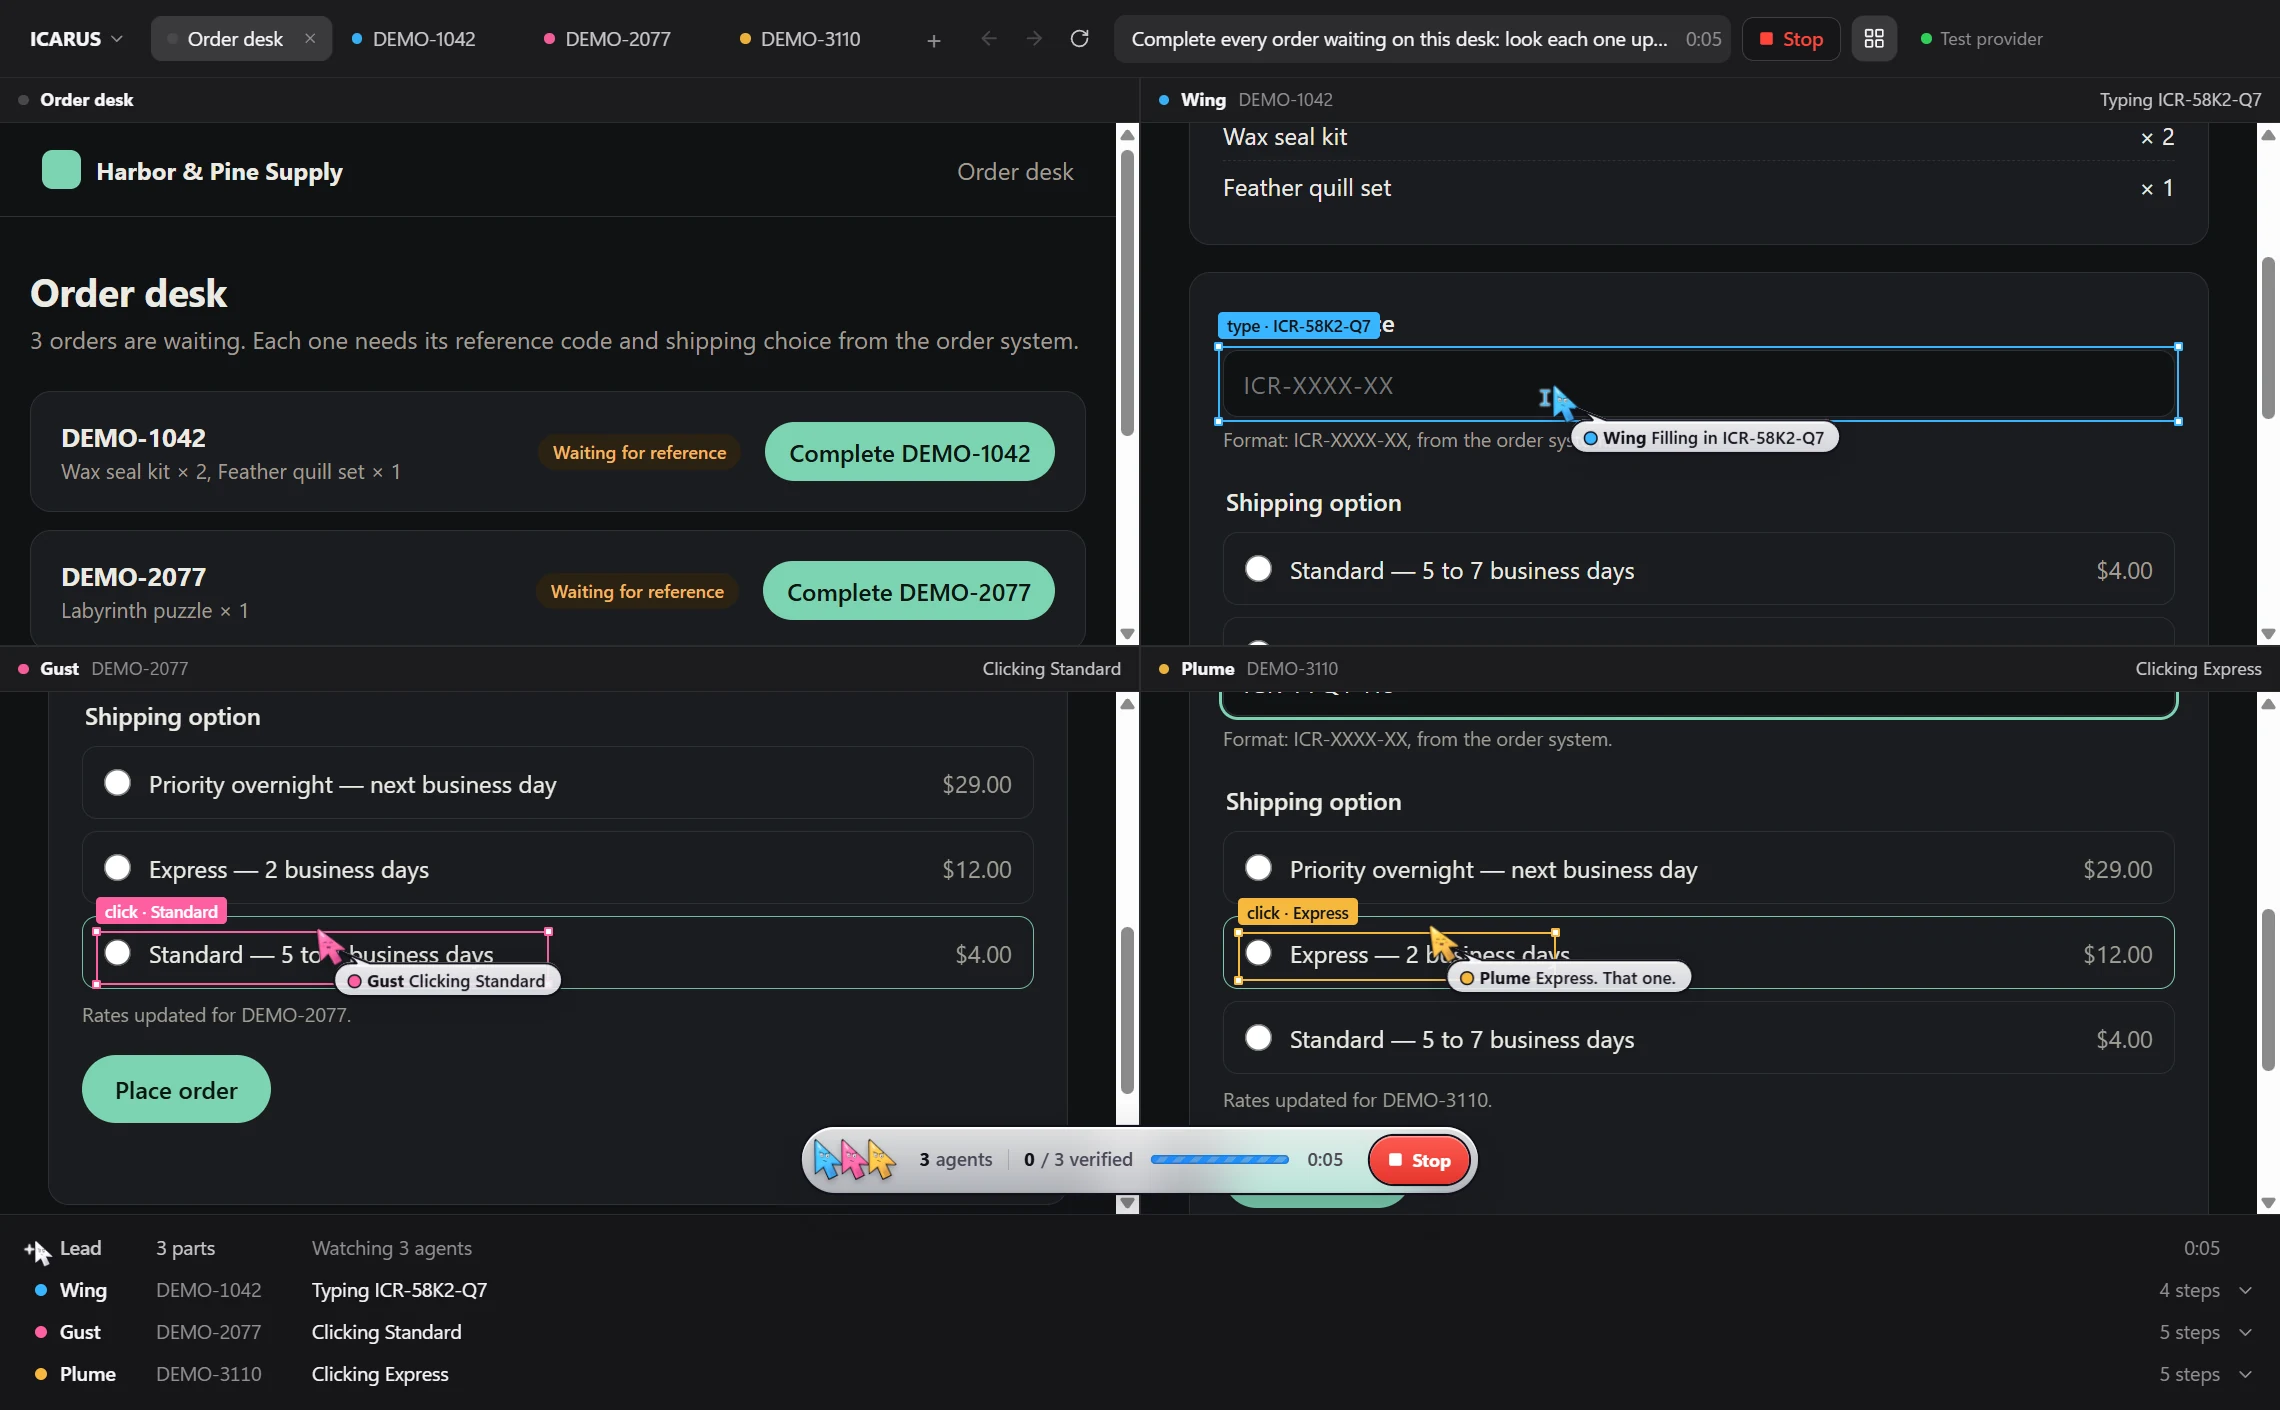 ICARUS
Order desk
DEMO-1042
DEMO-2077
DEMO-3110
Complete every order waiting on this desk: look each one up...
0:05
Stop
Test provider
Order desk
Harbor & Pine Supply
Order desk
Order desk
3 orders are waiting. Each one needs its reference code and shipping choice from the order system.
DEMO-1042
Wax seal kit × 2, Feather quill set × 1
Waiting for reference
Complete DEMO-1042
DEMO-2077
Labyrinth puzzle × 1
Waiting for reference
Complete DEMO-2077
Wing DEMO-1042
Typing ICR-58K2-Q7
Wax seal kit × 2
Feather quill set × 1
type · ICR-58K2-Q7
ICR-XXXX-XX
Format: ICR-XXXX-XX, from the order
Wing Filling in ICR-58K2-Q7
Shipping option
Standard — 5 to 7 business days $4.00
Gust DEMO-2077
Clicking Standard
Shipping option
Priority overnight — next business day $29.00
Express — 2 business days $12.00
click · Standard
Standard — 5 to business days $4.00
Gust Clicking Standard
Rates updated for DEMO-2077.
Place order
Plume DEMO-3110
Clicking Express
Format: ICR-XXXX-XX, from the order system.
Shipping option
Priority overnight — next business day $29.00
click · Express
Express — 2 business days $12.00
Plume Express. That one.
Standard — 5 to 7 business days $4.00
Rates updated for DEMO-3110.
3 agents
0 / 3 verified
0:05
Stop
Lead 3 parts Watching 3 agents 0:05
Wing DEMO-1042 Typing ICR-58K2-Q7 4 steps
Gust DEMO-2077 Clicking Standard 5 steps
Plume DEMO-3110 Clicking Express 5 steps